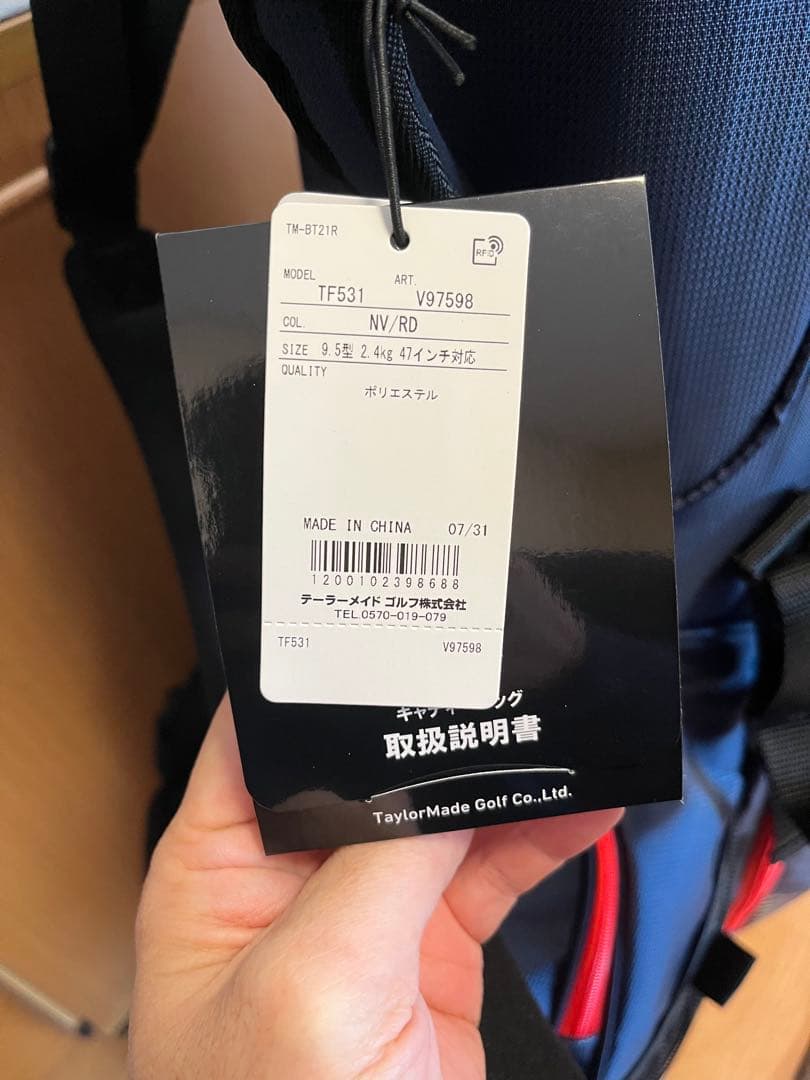 TM-BT21R
RFID
MODEL TF531 ART. V97598
COL. NV/RD
SIZE 9.5型 2.4kg 47インチ対応
QUALITY
ポリエステル
MADE IN CHINA 07/31
1200102398688
テーラーメイド ゴルフ株式会社
TEL.0570-019-079
TF531 V97598
取扱説明書
TaylorMade Golf Co.,Ltd.